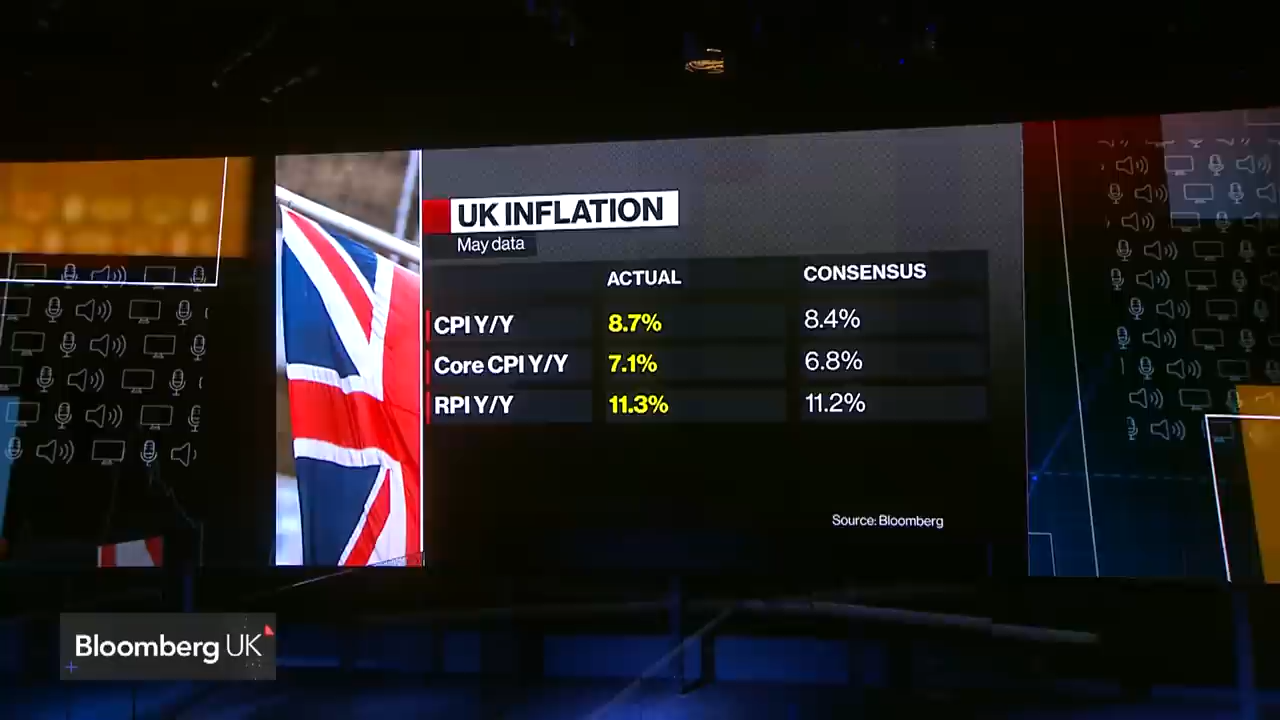 UK INFLATION
May data
ACTUAL CONSENSUS
CPI Y/Y 8.7% 8.4%
Core CPI Y/Y 7.1% 6.8%
RPI Y/Y 11.3% 11.2%
Source: Bloomberg
Bloomberg UK